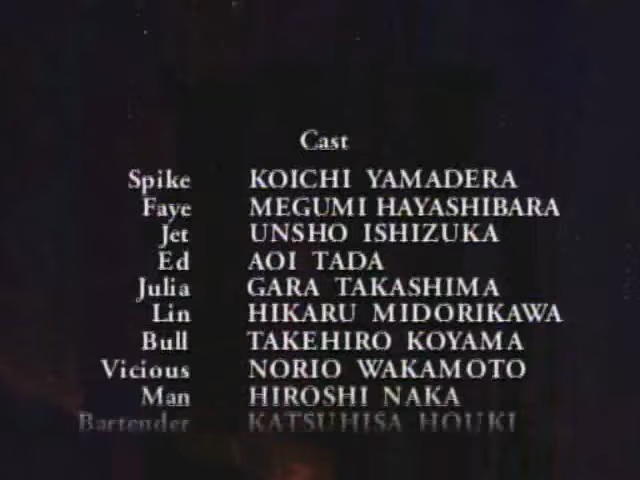 Cast
Spike KOICHI YAMADERA
Faye MEGUMI HAYASHIBARA
Jet UNSHO ISHIZUKA
Ed AOI TADA
Julia GARA TAKASHIMA
Lin HIKARU MIDORIKAWA
Bull TAKEHIRO KOYAMA
Vicious NORIO WAKAMOTO
Man HIROSHI NAKA
Bartender KATSUHISA HOUKI